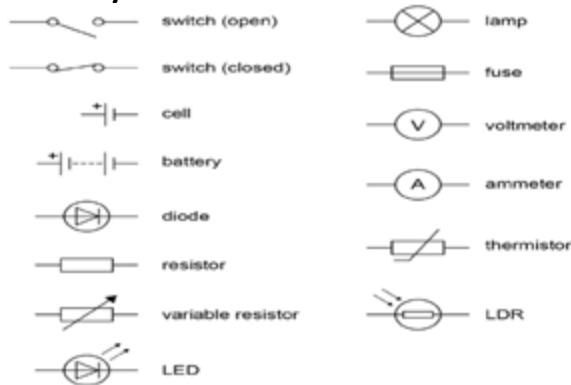 switch (open)
switch (closed)
+
cell
+
battery
diode
resistor
variable resistor
LED
lamp
fuse
V
voltmeter
A
ammeter
thermistor
LDR